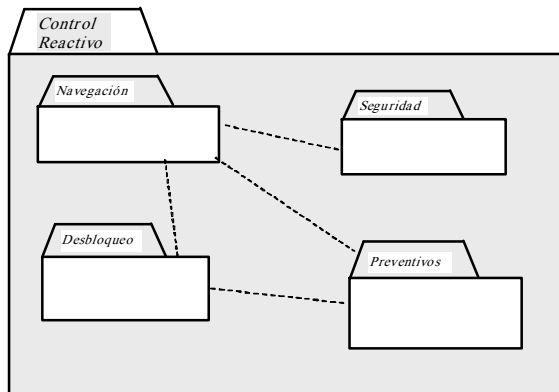 Control
Reactivo
Navegación
Seguridad
Desbloqueo
Preventivos